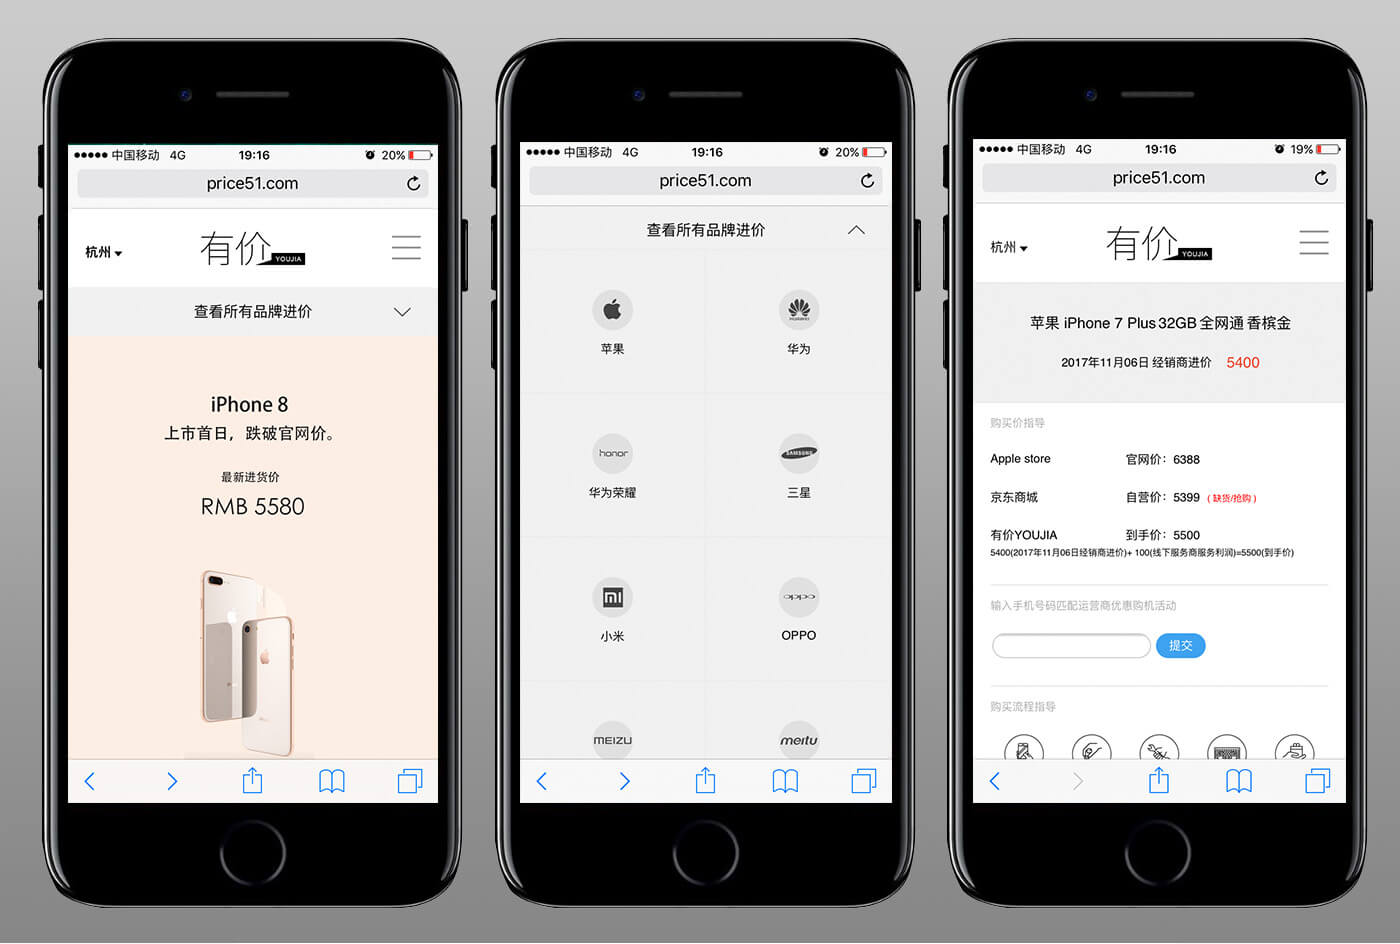 中国移动 4G 19:16 20%
price51.com
杭州
有价
YOUJIA
查看所有品牌进价
iPhone 8
上市首日，跌破官网价。
最新进货价
RMB 5580
中国移动 4G 19:16 20%
price51.com
查看所有品牌进价
HUAWEI
苹果 华为
honor SAMSUNG
华为荣耀 三星
mi oppo
小米 OPPO
MEIZU meitu
中国移动 4G 19:16 19%
price51.com
杭州
有价
YOUJIA
苹果 iPhone 7 Plus 32GB 全网通 香槟金
2017年11月06日 经销商进价 5400
购买价指导
Apple store 官网价：6388
京东商城 自营价：5399 ( 缺货/抢购 )
有价YOUJIA 到手价：5500
5400(2017年11月06日经销商进价)+ 100(线下服务商服务利润)=5500(到手价)
输入手机号码匹配运营商优惠购机活动
提交
购买流程指导